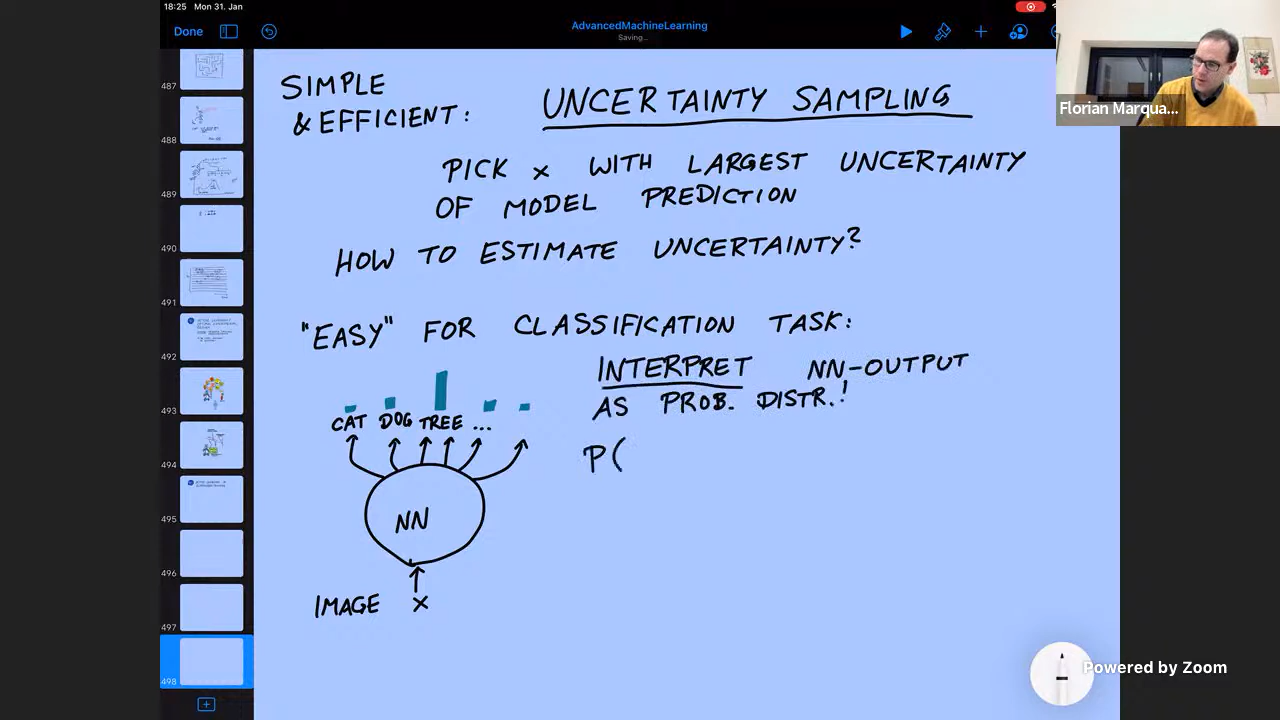 18:25 Mon 31. Jan
Done
AdvancedMachineLearning
Saving...
Florian Marqua...
487
488
489
490
491
492
493
494
495
496
497
498
SIMPLE
& EFFICIENT:
UNCERTAINTY SAMPLING
PICK x WITH LARGEST UNCERTAINTY
OF MODEL PREDICTION
HOW TO ESTIMATE UNCERTAINTY?
"EASY" FOR CLASSIFICATION TASK:
INTERPRET NN-OUTPUT
AS PROB. DISTR.!
P(
CAT DOG TREE ...
NN
IMAGE x
Powered by Zoom